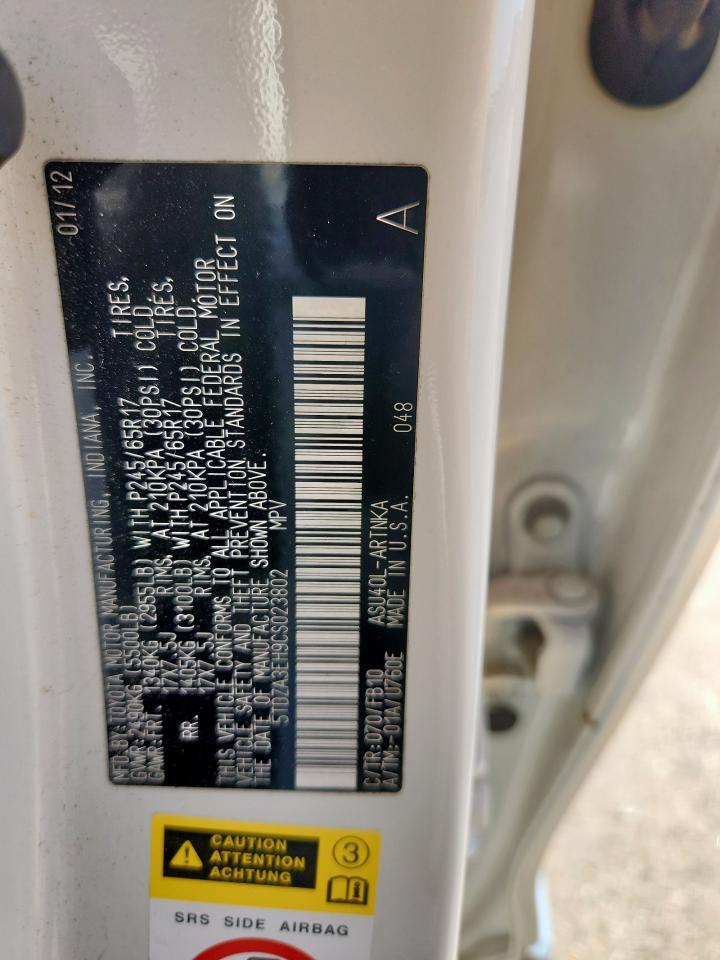 MFD. BY: TOYOTA MOTOR MANUFACTURING, INDIANA, INC. 01/12
GVWR:2490KG (5500LB)
GAWR:FRT. 1340KG (2955LB) WITH P245/65R17 TIRES,
17X7.5J RIMS, AT 210KPA (30PSI) COLD.
RR. 1405KG (3100LB) WITH P245/65R17 TIRES,
17X7.5J RIMS, AT 210KPA (30PSI) COLD.
THIS VEHICLE CONFORMS TO ALL APPLICABLE FEDERAL MOTOR
VEHICLE SAFETY AND THEFT PREVENTION STANDARDS IN EFFECT ON
THE DATE OF MANUFACTURE SHOWN ABOVE.
5TDZA3EH9CS023802 MPV
C/TR:070/FB10 ASU40L-ARTNKA 048 A
A/TM:-01A/U760E MADE IN U.S.A.
CAUTION
ATTENTION
ACHTUNG
3
SRS SIDE AIRBAG